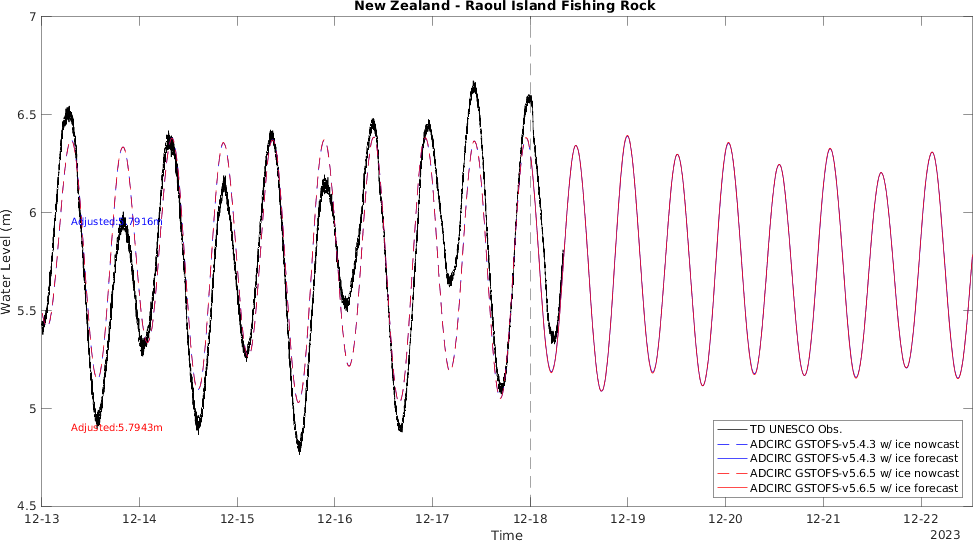 New Zealand - Raoul Island Fishing Rock
Water Level (m)
7
6.5
6
5.5
5
4.5
Adjusted:5.7916m
Adjusted:5.7943m
TD UNESCO Obs.
ADCIRC GSTOFS-v5.4.3 w/ ice nowcast
ADCIRC GSTOFS-v5.4.3 w/ ice forecast
ADCIRC GSTOFS-v5.6.5 w/ ice nowcast
ADCIRC GSTOFS-v5.6.5 w/ ice forecast
12-13 12-14 12-15 12-16 12-17 12-18 12-19 12-20 12-21 12-22
Time
2023